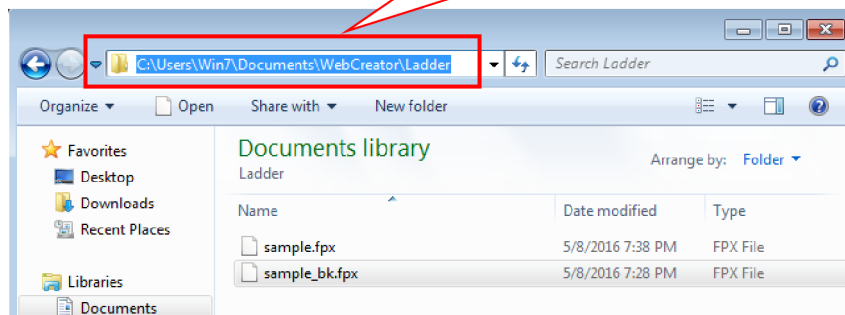 C:\Users\Win7\Documents\WebCreator\Ladder
Search Ladder
Organize
Open
Share with
New folder
Favorites
Desktop
Downloads
Recent Places
Libraries
Documents
Documents library
Ladder
Arrange by: Folder
Name Date modified Type
sample.fpx 5/8/2016 7:38 PM FPX File
sample_bk.fpx 5/8/2016 7:28 PM FPX File